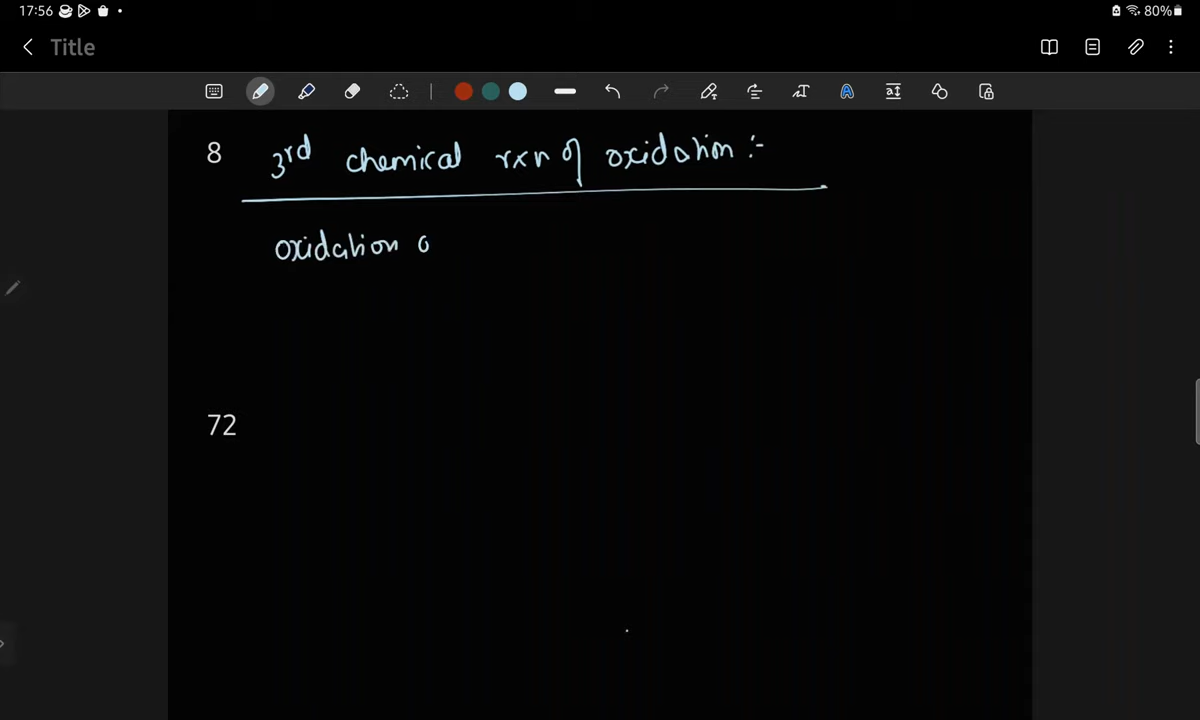 17:56 80%
Title
8 3rd chemical rxn of oxidation :-
oxidation o
72